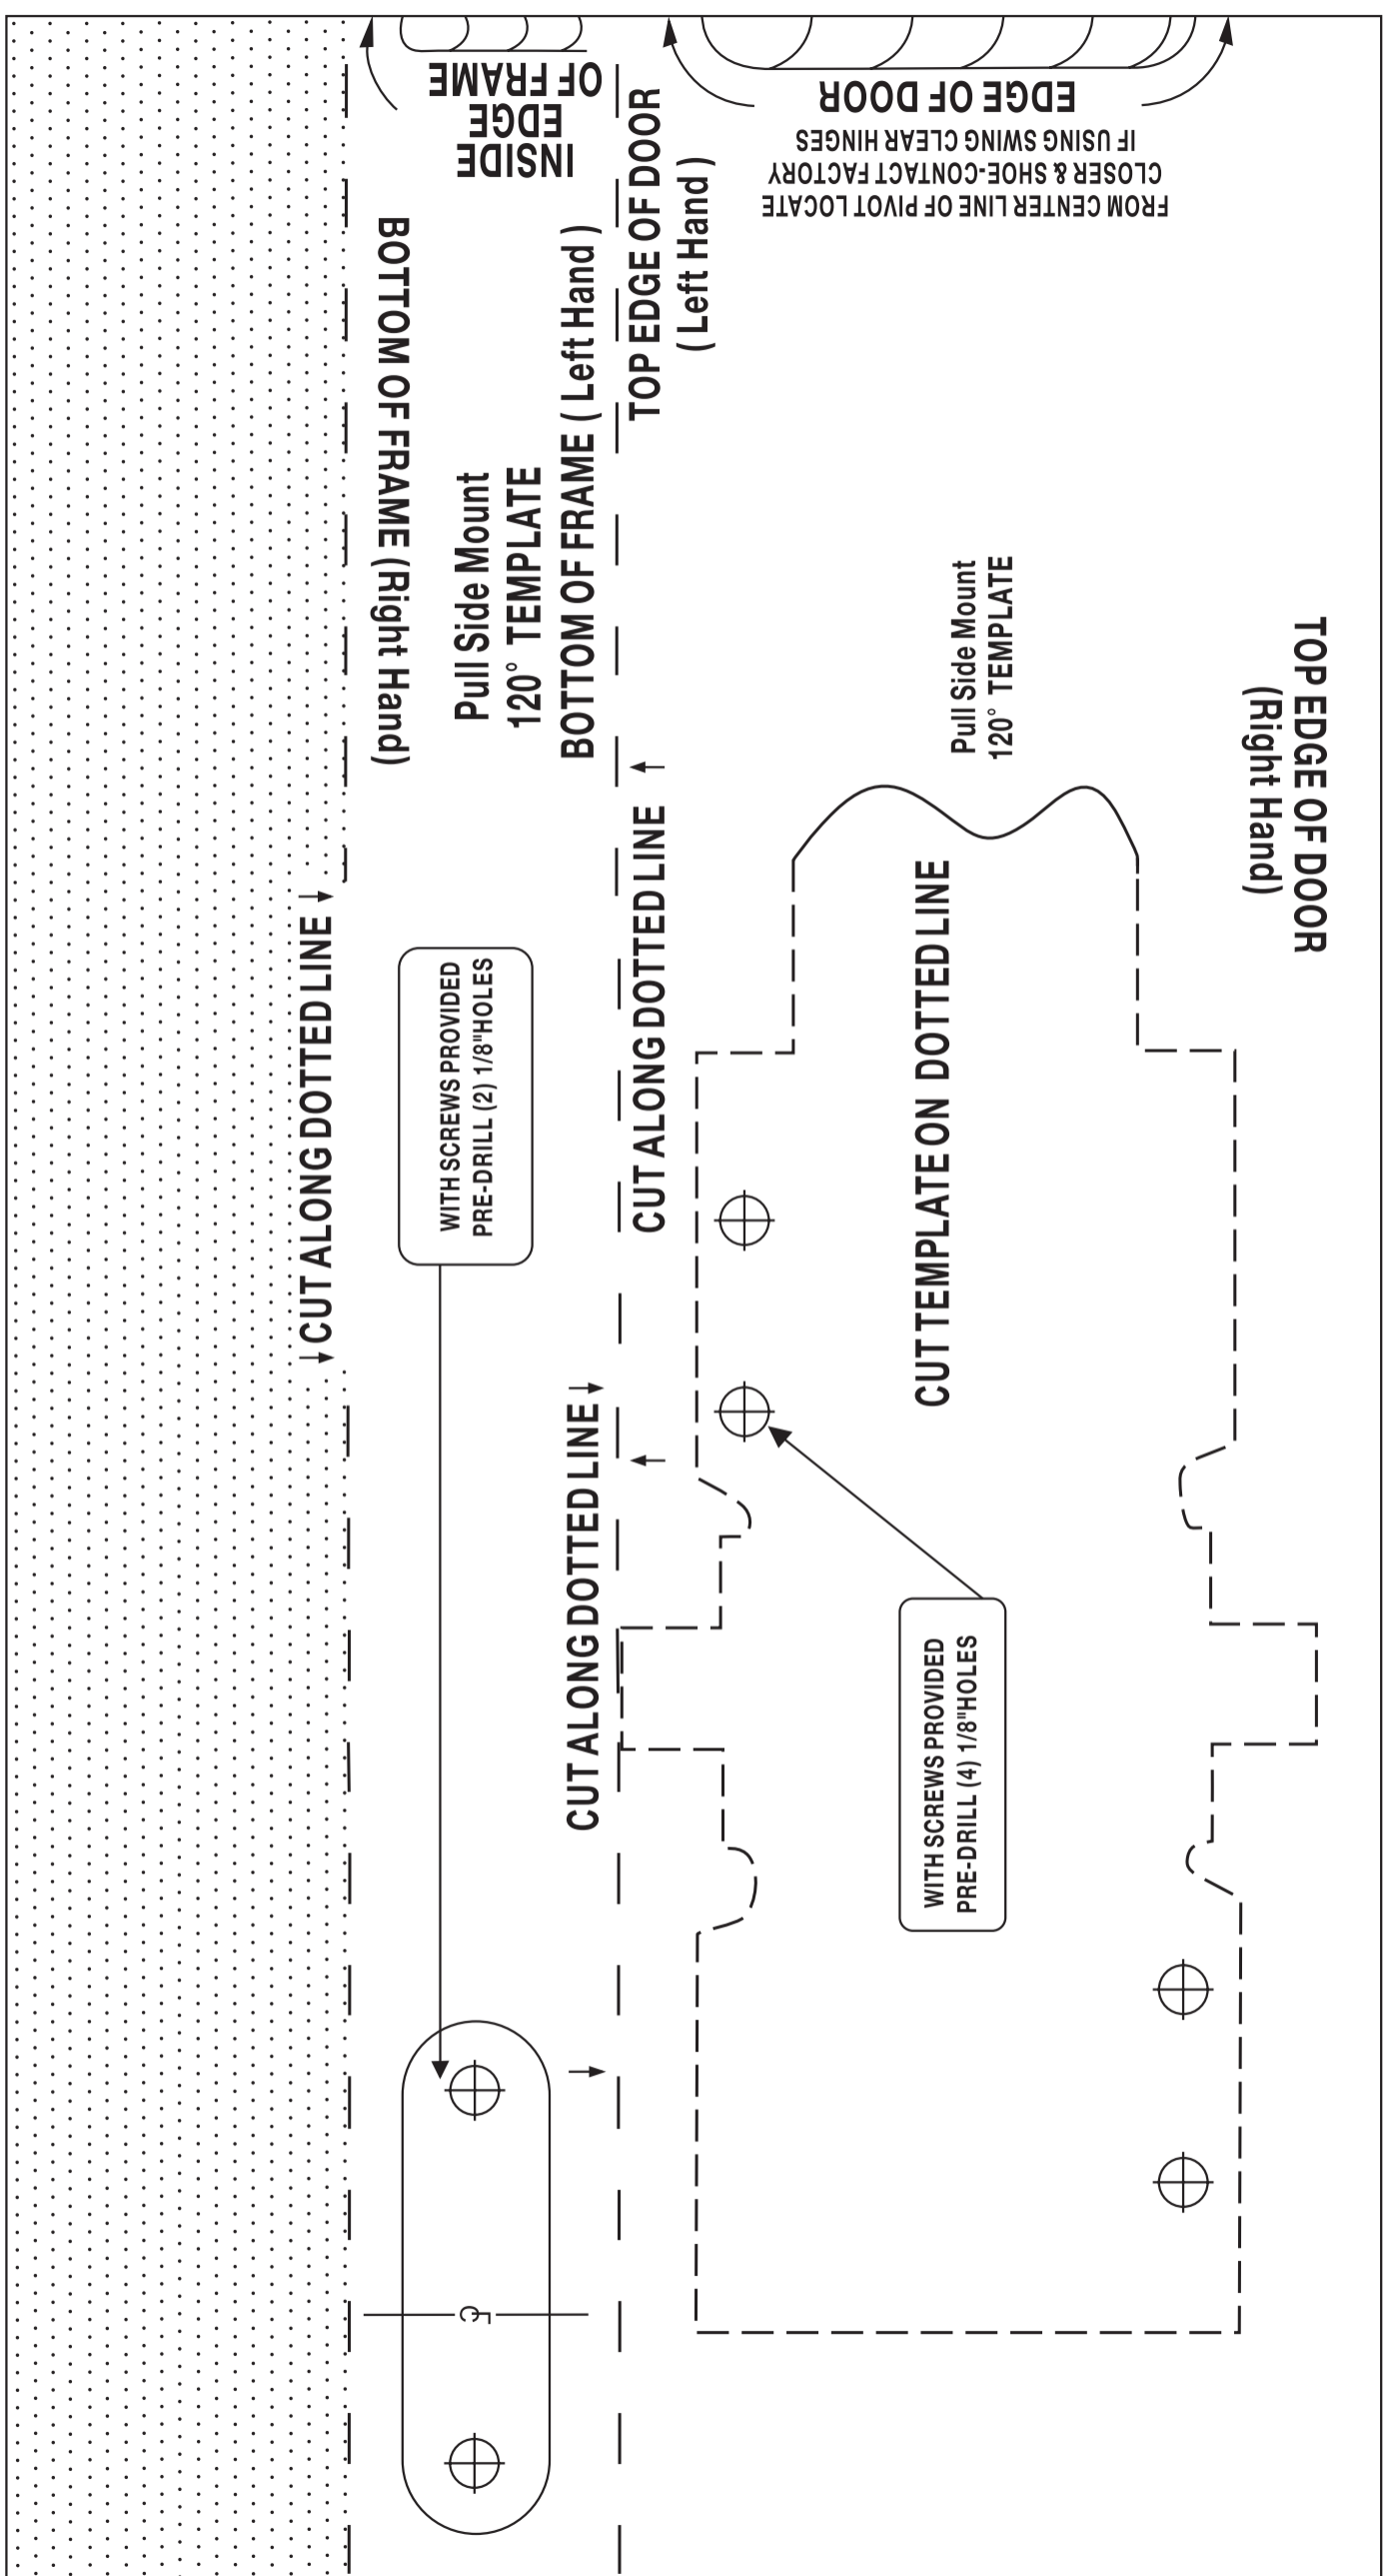 INSIDE
EDGE
OF FRAME
FROM CENTER LINE OF PIVOT LOCATE
CLOSER & SHOE-CONTACT FACTORY
IF USING SWING CLEAR HINGES
EDGE OF DOOR
BOTTOM OF FRAME (Right Hand)
Pull Side Mount
120° TEMPLATE
BOTTOM OF FRAME ( Left Hand )
TOP EDGE OF DOOR
( Left Hand )
Pull Side Mount
120° TEMPLATE
TOP EDGE OF DOOR
(Right Hand)
CUT ALONG DOTTED LINE
WITH SCREWS PROVIDED
PRE-DRILL (2) 1/8"HOLES
CUT ALONG DOTTED LINE
CUT TEMPLATE ON DOTTED LINE
CUT ALONG DOTTED LINE
WITH SCREWS PROVIDED
PRE-DRILL (4) 1/8"HOLES
CL